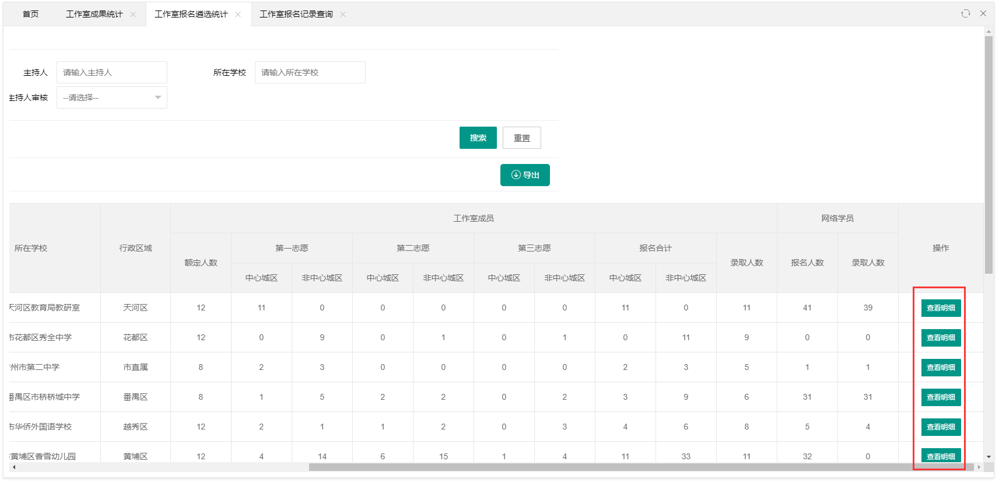 首页 工作室成果统计 工作室报名遴选统计 工作室报名记录查询
主持人 请输入主持人 所在学校 请输入所在学校
主持人审核 --请选择--
搜索 重置
导出
工作室成员 网络学员
所在学校 行政区域 第一志愿 第二志愿 第三志愿 报名合计 操作
额定人数 录取人数 报名人数 录取人数
中心城区 非中心城区 中心城区 非中心城区 中心城区 非中心城区 中心城区 非中心城区
天河区教育局教研室 天河区 12 11 0 0 0 0 0 11 0 11 41 39 查看明细
市花都区秀全中学 花都区 12 0 9 0 1 0 1 0 11 9 0 0 查看明细
州市第二中学 市直属 8 2 3 0 0 0 0 2 3 5 1 1 查看明细
番禺区市桥桥城中学 番禺区 8 1 5 2 2 0 2 3 9 6 31 31 查看明细
市华侨外国语学校 越秀区 12 2 1 1 2 0 3 4 6 8 5 4 查看明细
黄埔区香雪幼儿园 黄埔区 12 4 14 6 15 1 4 11 33 11 32 0 查看明细